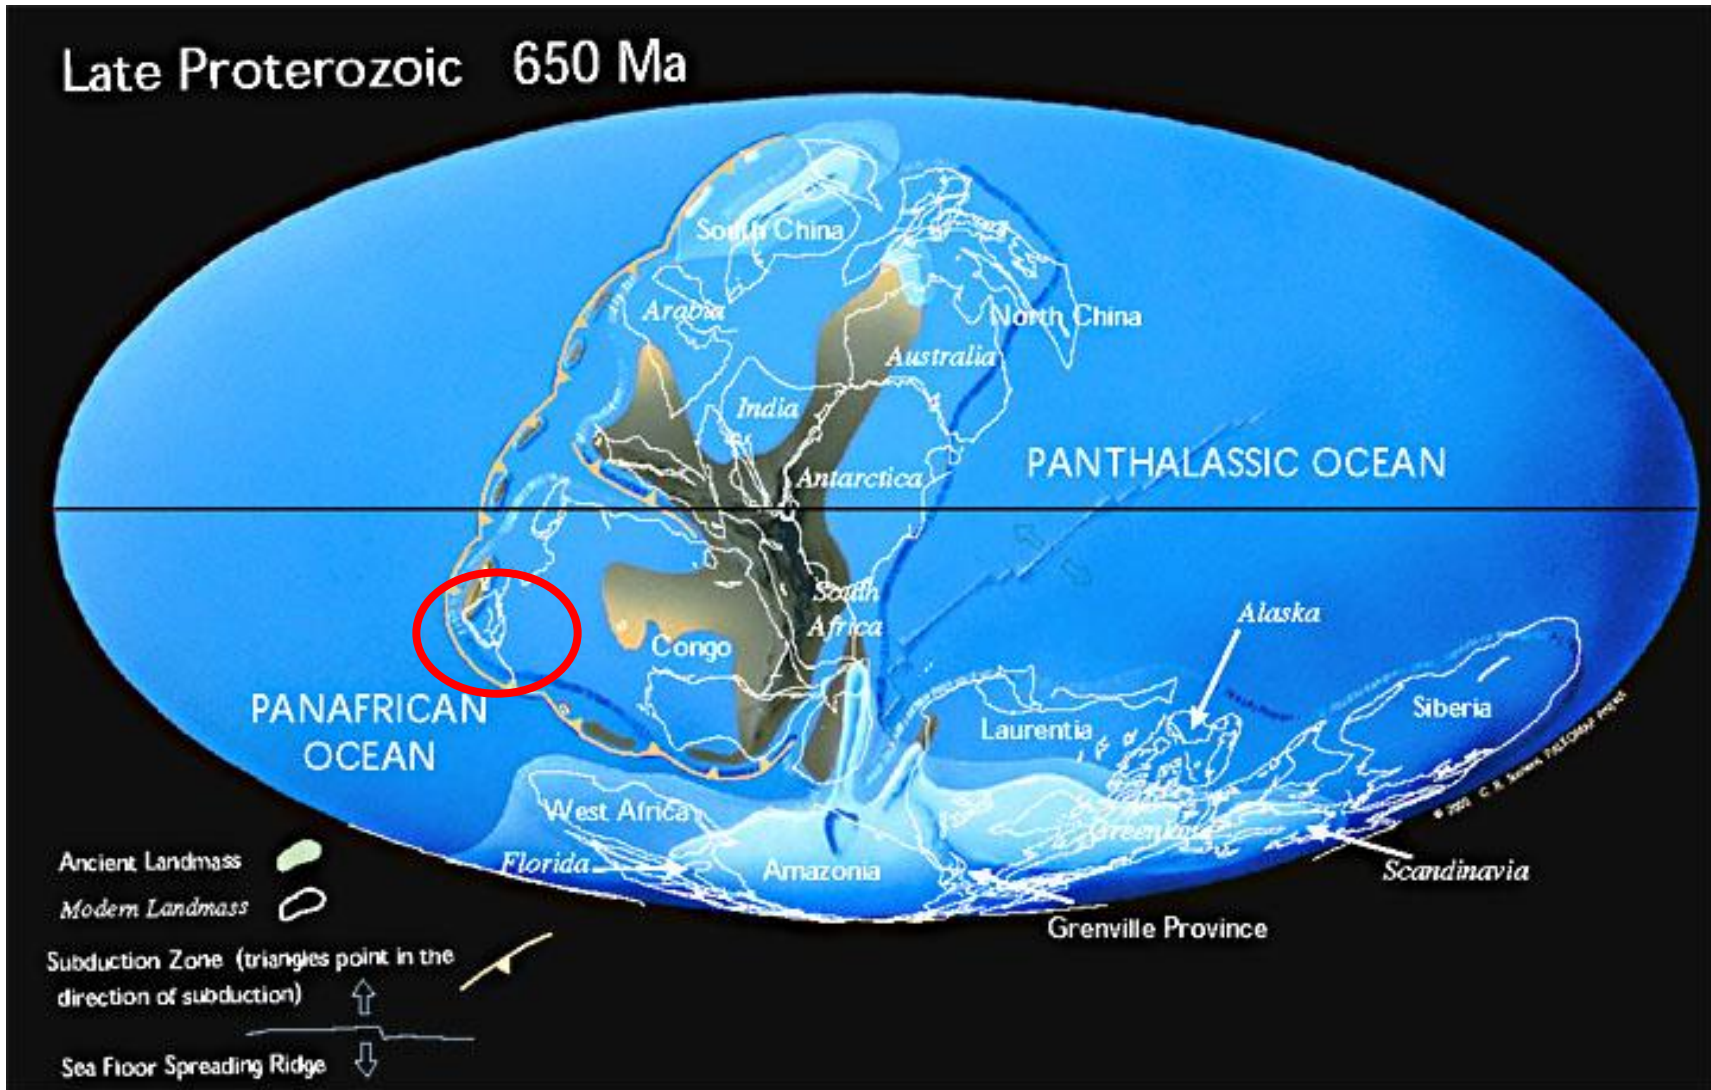 Late Proterozoic 650 Ma
South China
Arabia
North China
Australia
India
PANTHALASSIC OCEAN
Antarctica
South
Africa
Alaska
Congo
PANAFRICAN
OCEAN
Laurentia
Siberia
West Africa
Greenland
Florida
Amazonia
Scandinavia
Grenville Province
Ancient Landmass
Modern Landmass
Subduction Zone (triangles point in the
direction of subduction)
Sea Floor Spreading Ridge
PALEOMAP Project